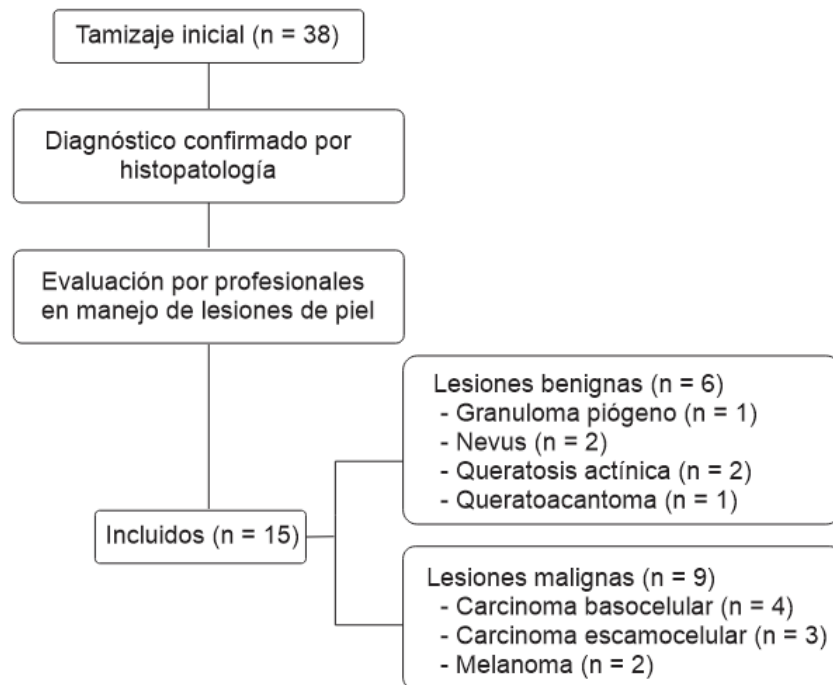 Tamizaje inicial (n = 38)
Diagnóstico confirmado por
histopatología
Evaluación por profesionales
en manejo de lesiones de piel
Incluidos (n = 15)
Lesiones benignas (n = 6)
- Granuloma piógeno (n = 1)
- Nevus (n = 2)
- Queratosis actínica (n = 2)
- Queratoacantoma (n = 1)
Lesiones malignas (n = 9)
- Carcinoma basocelular (n = 4)
- Carcinoma escamocelular (n = 3)
- Melanoma (n = 2)